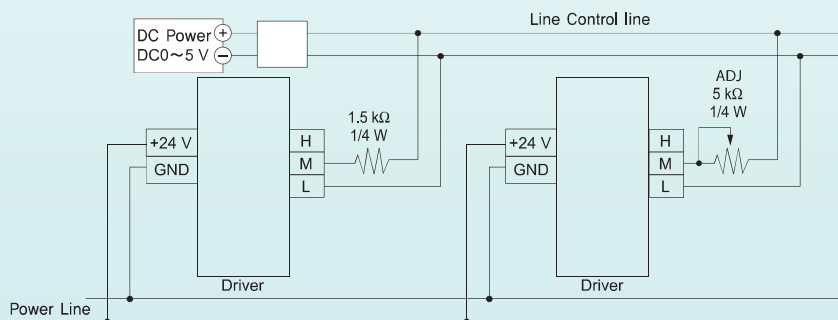 Line Control line
DC Power +
DC0~5 V −
ADJ
5 kΩ
1/4 W
1.5 kΩ
1/4 W
+24 V
GND
H
M
L
+24 V
GND
H
M
L
Driver
Driver
Power Line